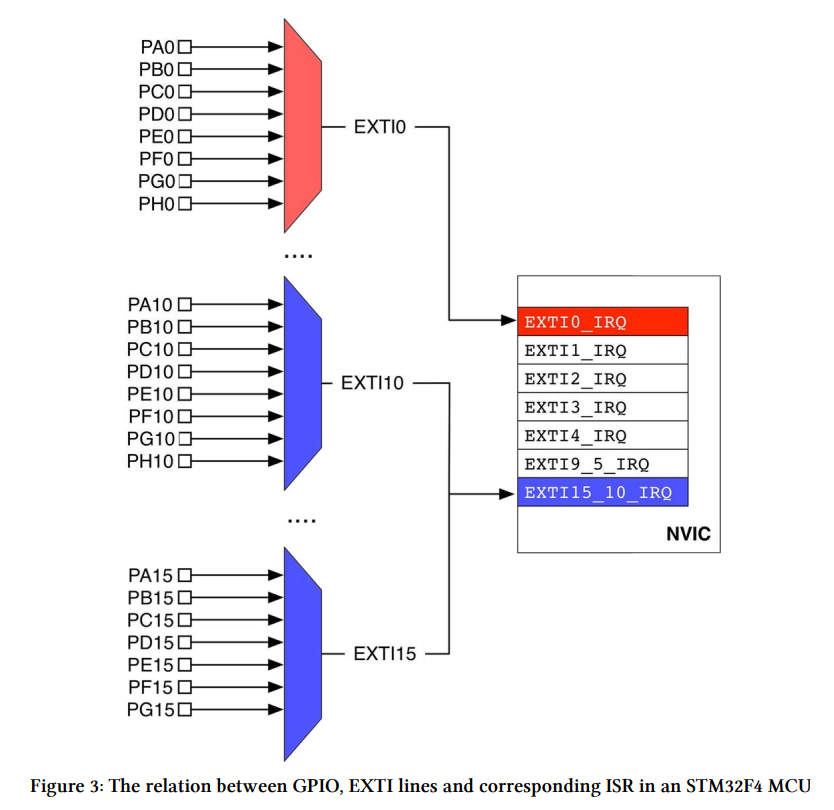 PA0
PB0
PC0
PD0
PE0
PF0
PG0
PH0
EXTI0
....
PA10
PB10
PC10
PD10
PE10
PF10
PG10
PH10
EXTI10
....
PA15
PB15
PC15
PD15
PE15
PF15
PG15
EXTI15
EXTI0_IRQ
EXTI1_IRQ
EXTI2_IRQ
EXTI3_IRQ
EXTI4_IRQ
EXTI9_5_IRQ
EXTI15_10_IRQ
NVIC
Figure 3: The relation between GPIO, EXTI lines and corresponding ISR in an STM32F4 MCU